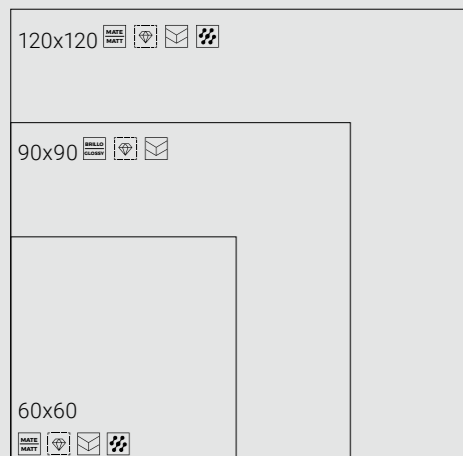 120x120 MATE MATT
90x90 BRILLO GLOSSY
60x60
MATE MATT